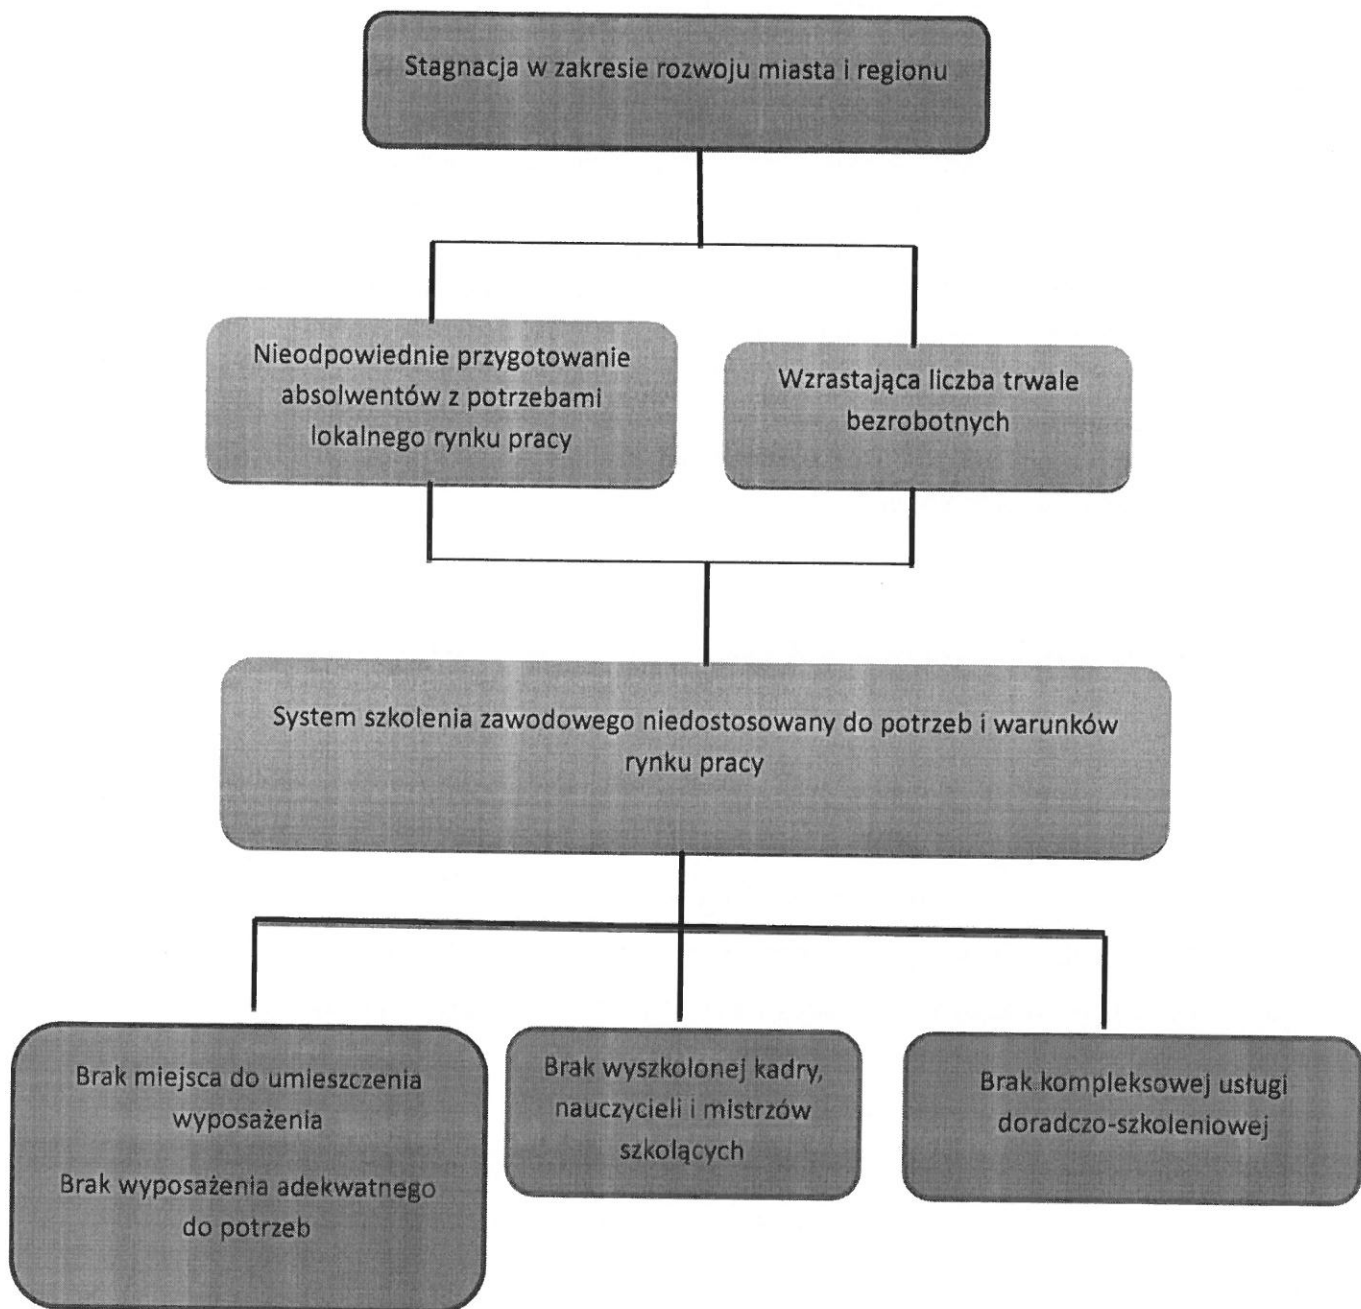 Stagnacja w zakresie rozwoju miasta i regionu
Nieodpowiednie przygotowanie
absolwentów z potrzebami
lokalnego rynku pracy
Wzrastająca liczba trwale
bezrobotnych
System szkolenia zawodowego niedostosowany do potrzeb i warunków
rynku pracy
Brak miejsca do umieszczenia
wyposażenia
Brak wyposażenia adekwatnego
do potrzeb
Brak wyszkolonej kadry,
nauczycieli i mistrzów
szkolących
Brak kompleksowej usługi
doradczo-szkoleniowej